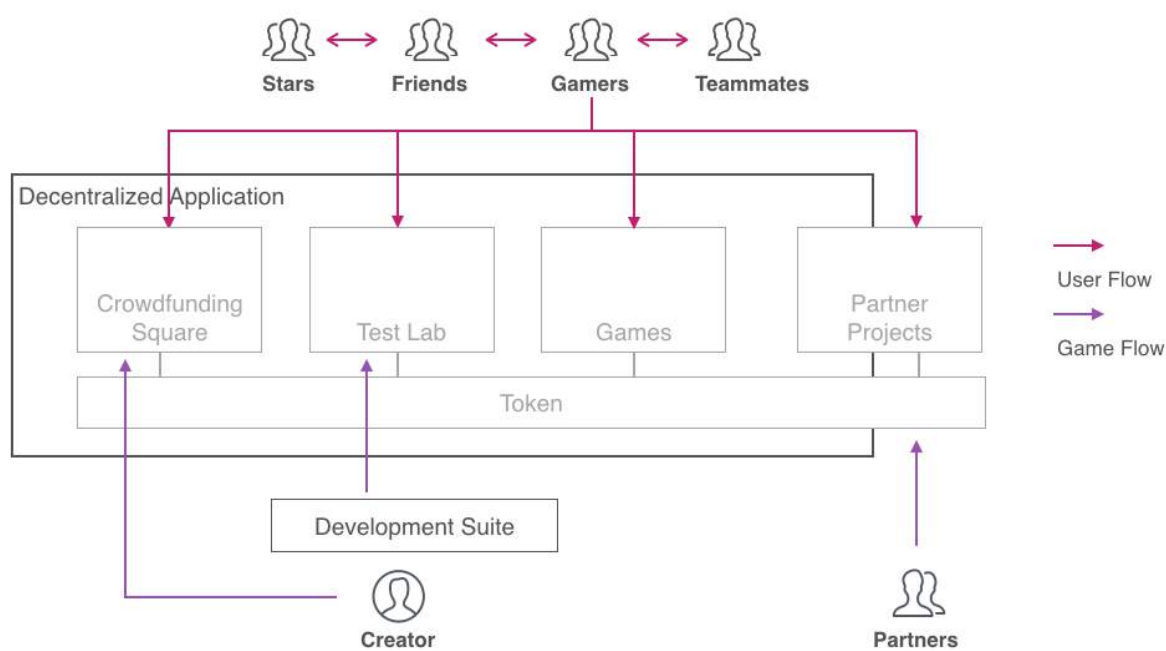 Stars
Friends
Gamers
Teammates
Decentralized Application
Crowdfunding
Square
Test Lab
Games
Partner
Projects
User Flow
Game Flow
Token
Development Suite
Creator
Partners